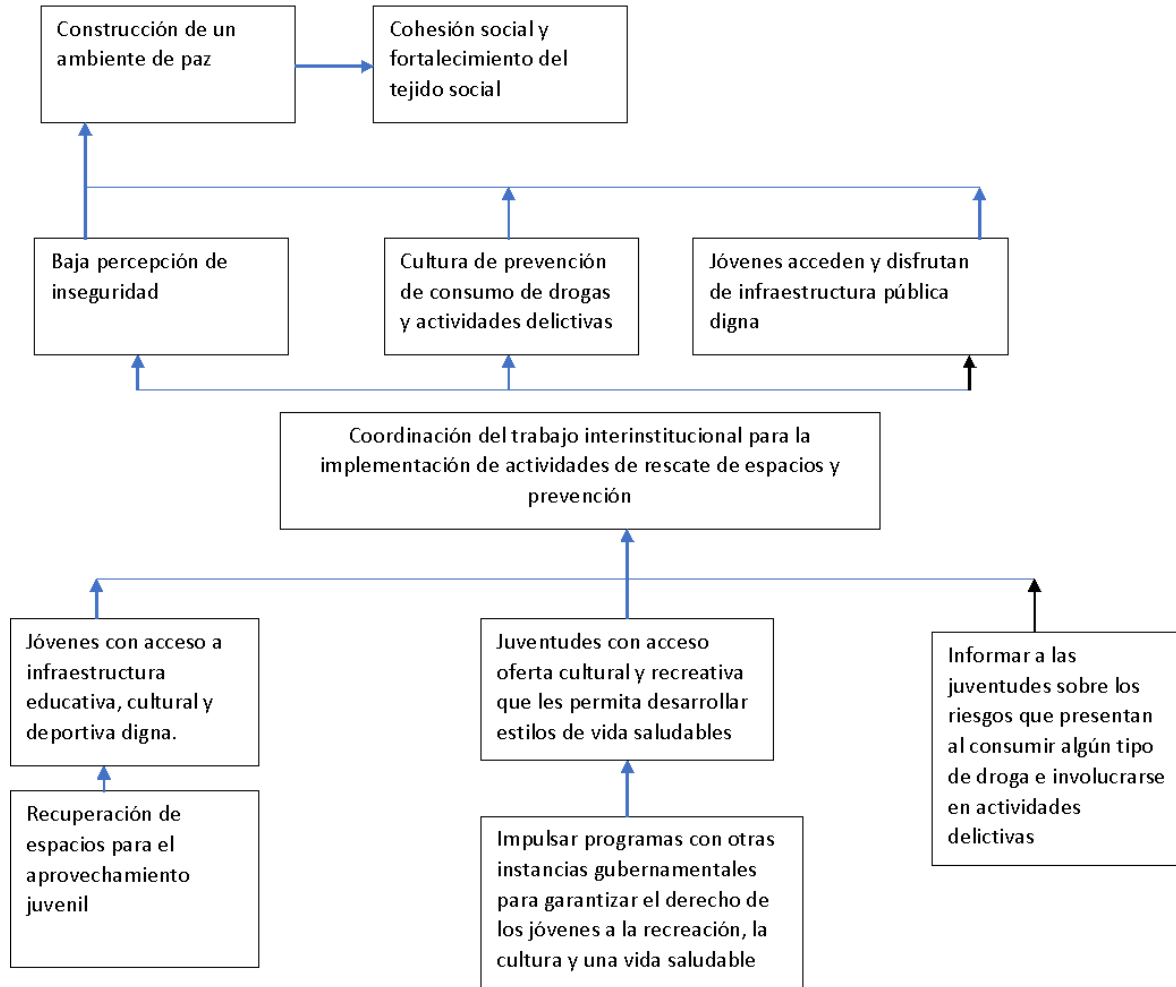 Construcción de un
ambiente de paz
Cohesión social y
fortalecimiento del
tejido social
Baja percepción de
inseguridad
Cultura de prevención
de consumo de drogas
y actividades delictivas
Jóvenes acceden y disfrutan
de infraestructura pública
digna
Coordinación del trabajo interinstitucional para la
implementación de actividades de rescate de espacios y
prevención
Jóvenes con acceso a
infraestructura
educativa, cultural y
deportiva digna.
Juventudes con acceso
oferta cultural y recreativa
que les permita desarrollar
estilos de vida saludables
Informar a las
juventudes sobre los
riesgos que presentan
al consumir algún tipo
de droga e involucrarse
en actividades
delictivas
Recuperación de
espacios para el
aprovechamiento
juvenil
Impulsar programas con otras
instancias gubernamentales
para garantizar el derecho de
los jóvenes a la recreación, la
cultura y una vida saludable